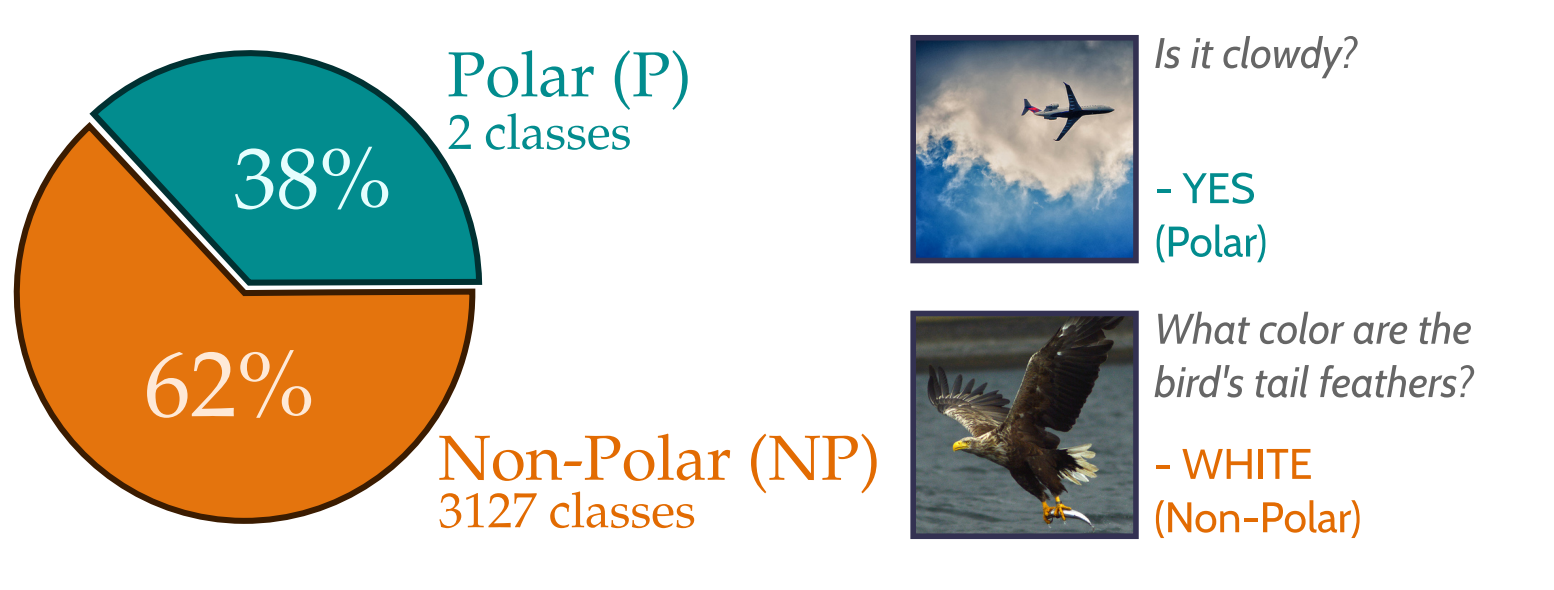 Polar (P)
2 classes
38%
62%
Non-Polar (NP)
3127 classes
Is it clowdy?
- YES
(Polar)
What color are the
bird's tail feathers?
- WHITE
(Non-Polar)